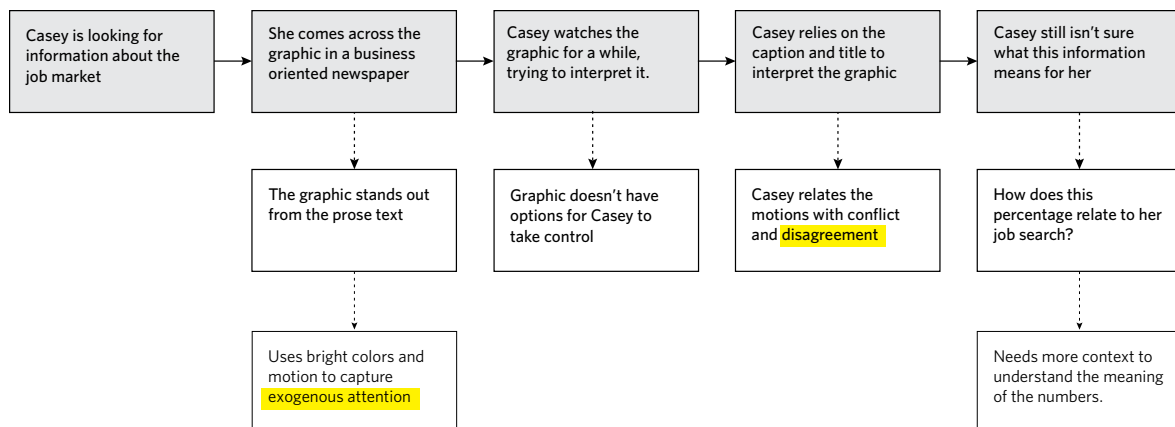 Casey is looking for
information about the
job market
She comes across the
graphic in a business
oriented newspaper
Casey watches the
graphic for a while,
trying to interpret it.
Casey relies on the
caption and title to
interpret the graphic
Casey still isn't sure
what this information
means for her
The graphic stands out
from the prose text
Graphic doesn't have
options for Casey to
take control
Casey relates the
motions with conflict
and disagreement
How does this
percentage relate to her
job search?
Uses bright colors and
motion to capture
exogenous attention
Needs more context to
understand the meaning
of the numbers.